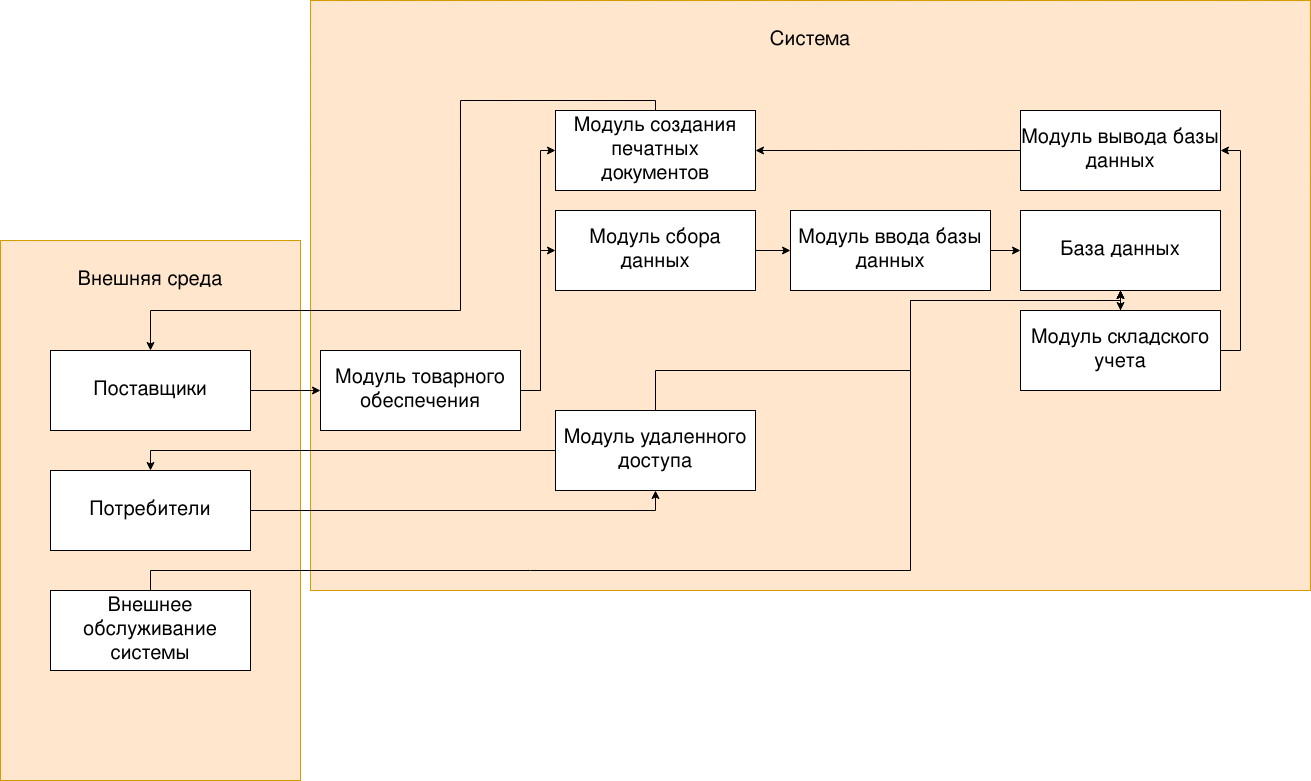 Система
Модуль создания
печатных
документов
Модуль вывода базы
данных
Модуль сбора
данных
Модуль ввода базы
данных
База данных
Внешняя среда
Модуль складского
учета
Поставщики
Модуль товарного
обеспечения
Модуль удаленного
доступа
Потребители
Внешнее
обслуживание
системы